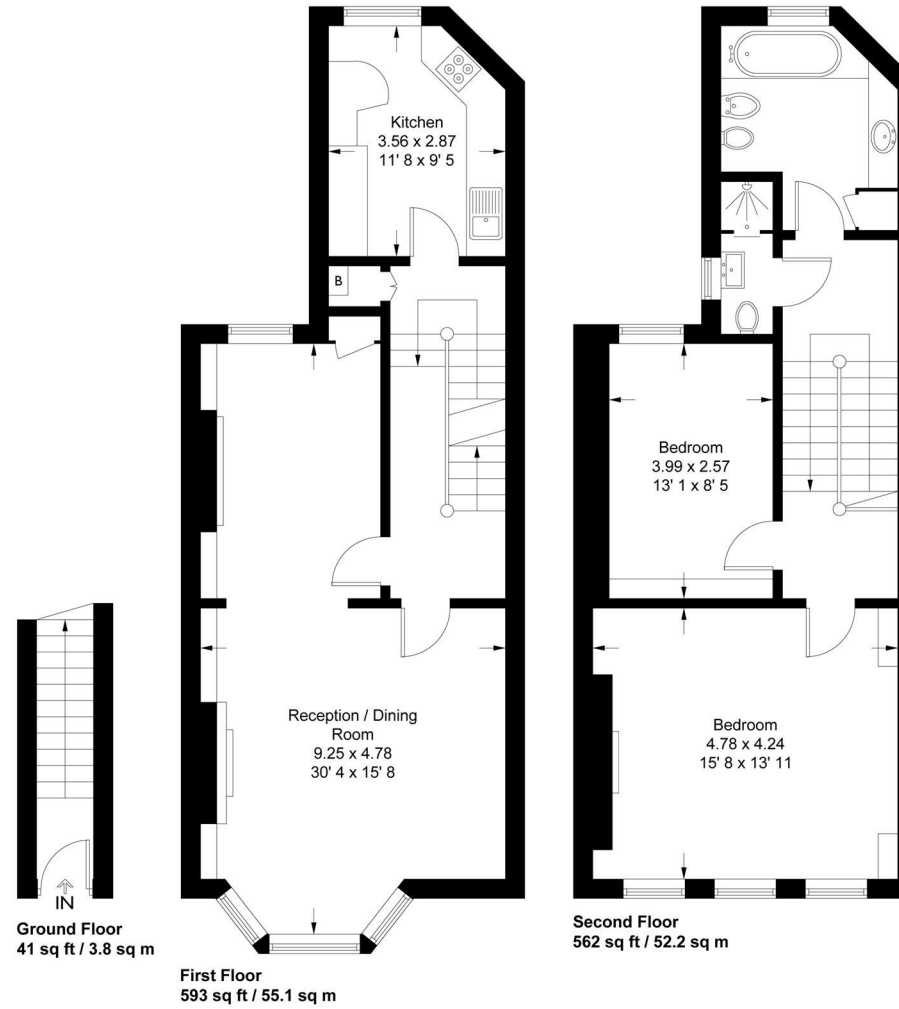 Kitchen
3.56 x 2.87
11' 8 x 9' 5
B
Reception / Dining
Room
9.25 x 4.78
30' 4 x 15' 8
IN
Ground Floor
41 sq ft / 3.8 sq m
First Floor
593 sq ft / 55.1 sq m
Bedroom
3.99 x 2.57
13' 1 x 8' 5
Bedroom
4.78 x 4.24
15' 8 x 13' 11
Second Floor
562 sq ft / 52.2 sq m